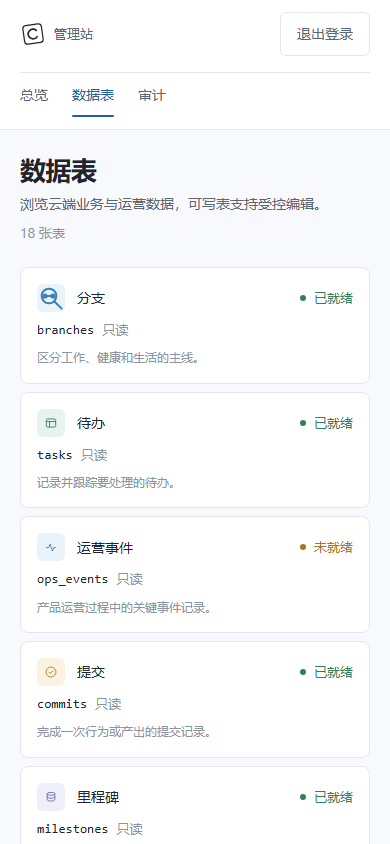 管理站
退出登录
总览 数据表 审计
数据表
浏览云端业务与运营数据，可写表支持受控编辑。
18 张表
分支 已就绪
branches 只读
区分工作、健康和生活的主线。
待办 已就绪
tasks 只读
记录并跟踪要处理的待办。
运营事件 未就绪
ops_events 只读
产品运营过程中的关键事件记录。
提交 已就绪
commits 只读
完成一次行为或产出的提交记录。
里程碑 已就绪
milestones 只读